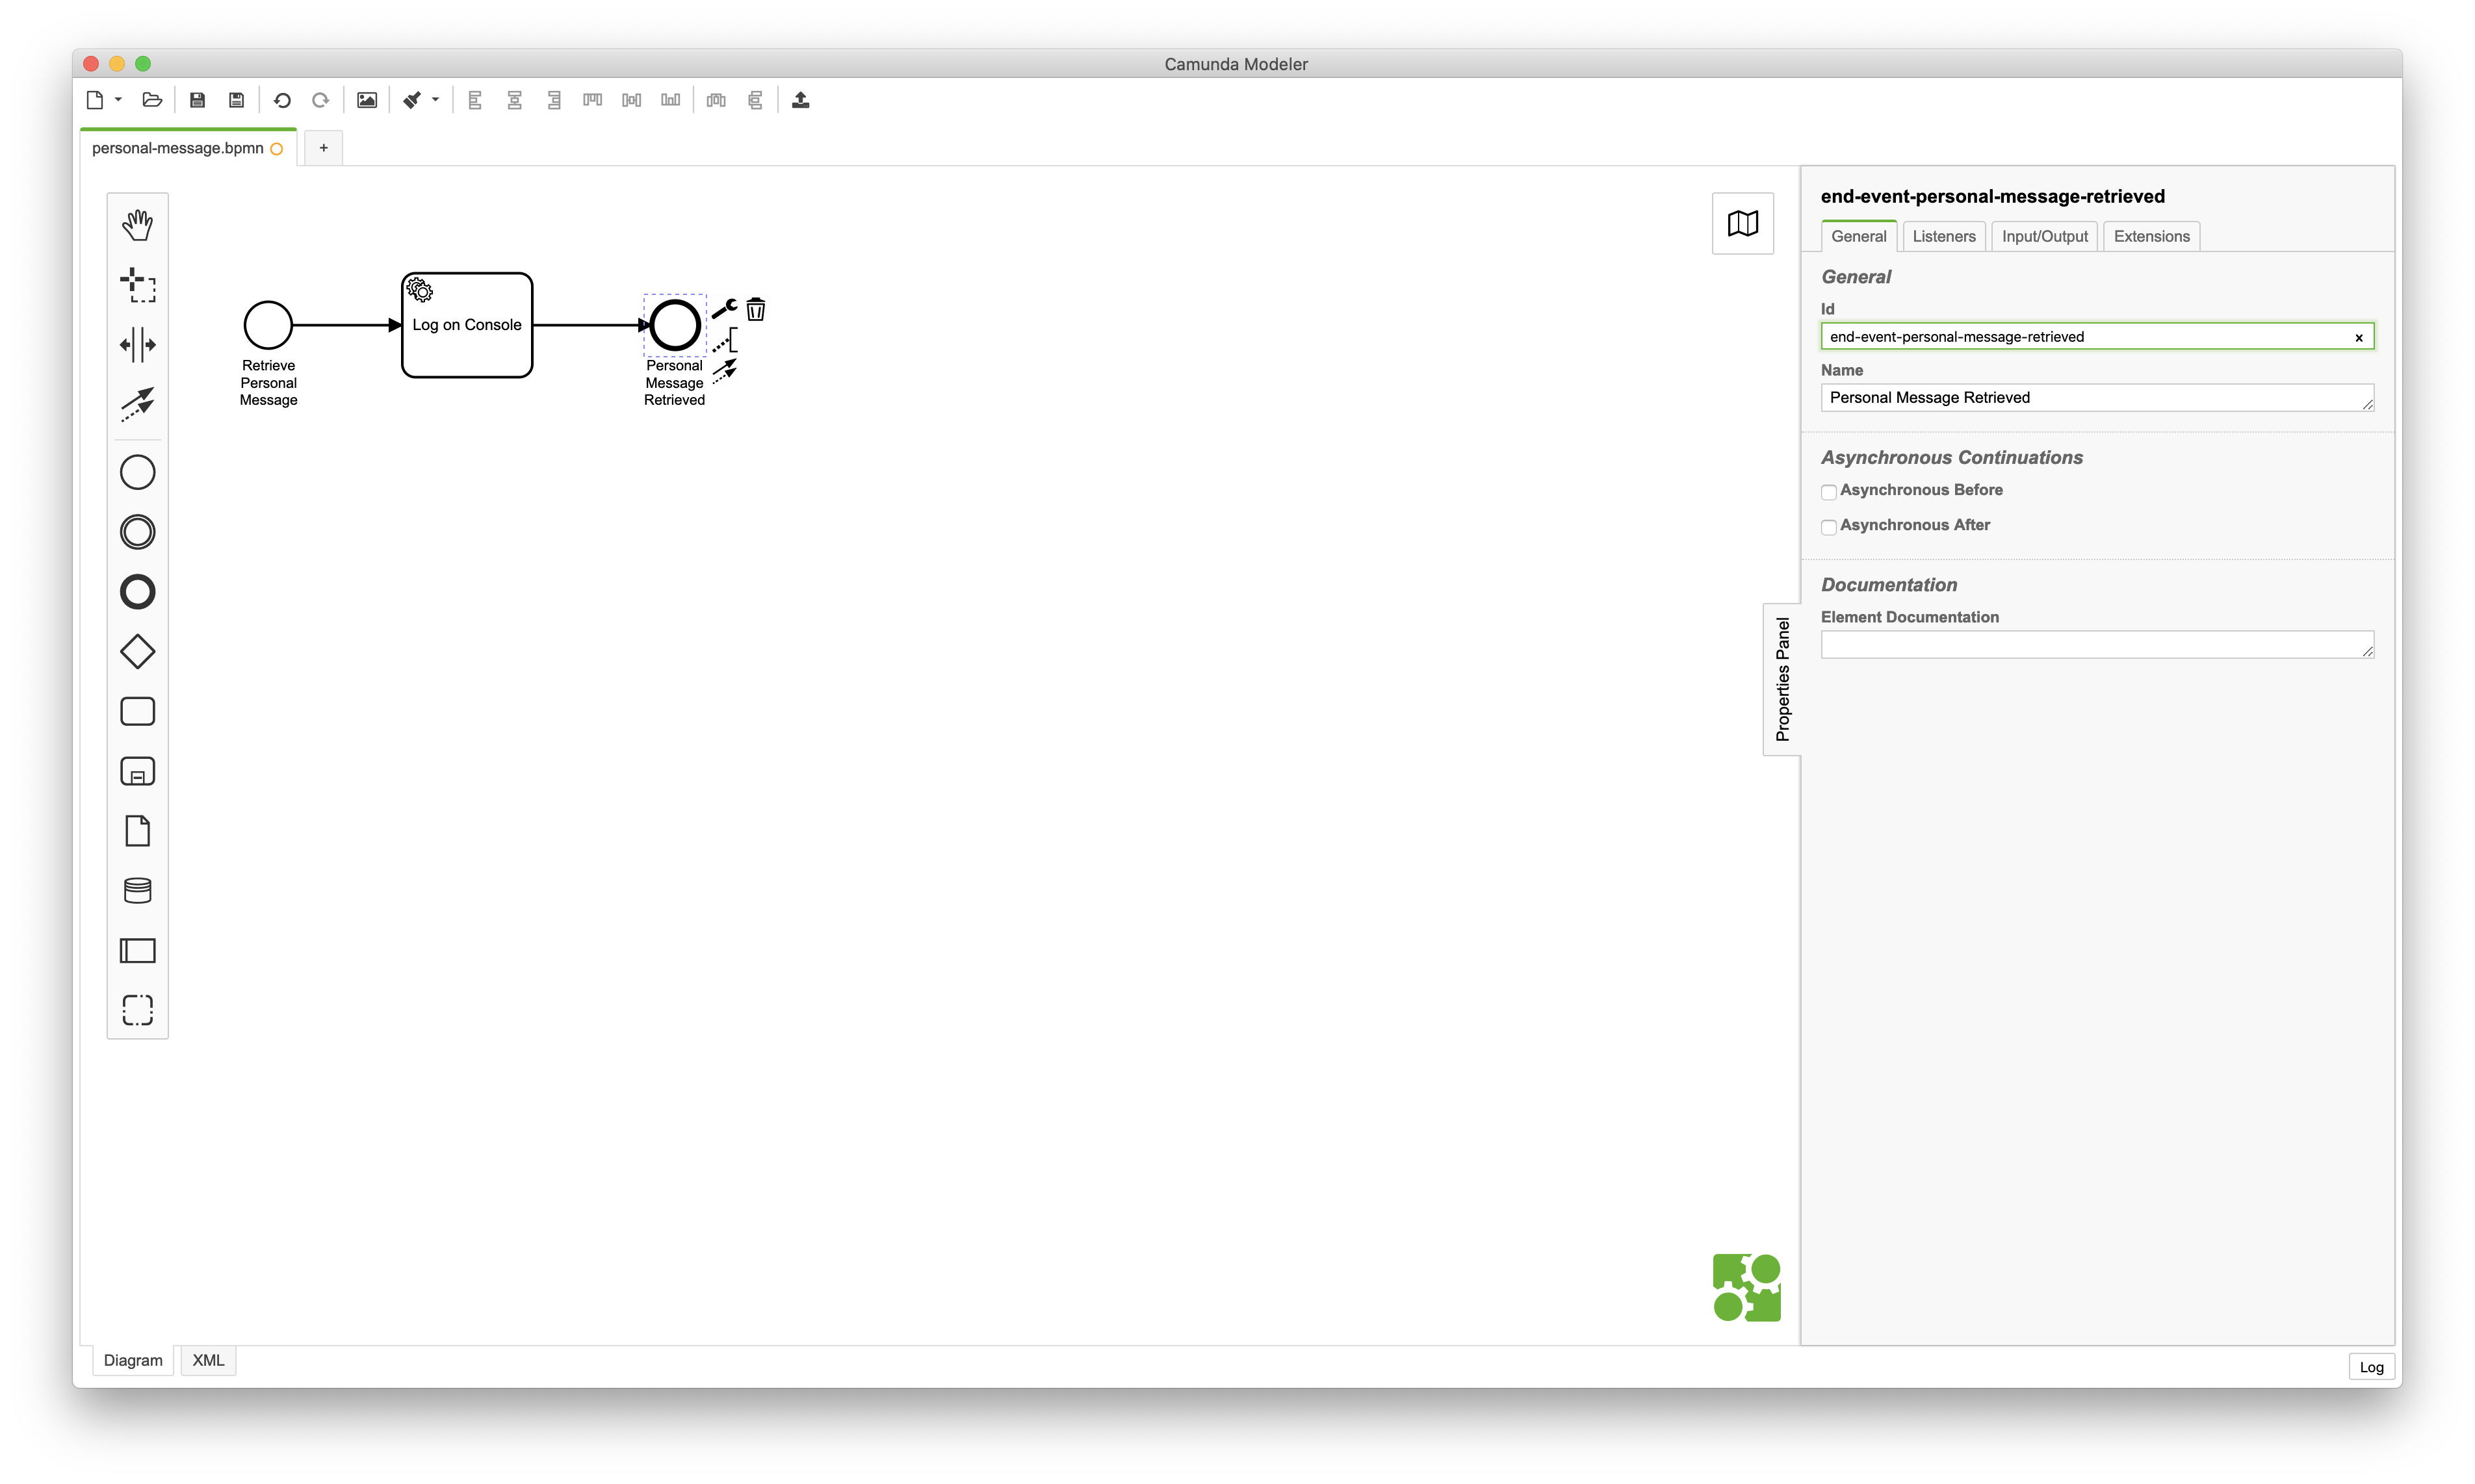 Camunda Modeler
personal-message.bpmn
+
end-event-personal-message-retrieved
General
Listeners
Input/Output
Extensions
General
Id
end-event-personal-message-retrieved
x
Name
Personal Message Retrieved
Asynchronous Continuations
Asynchronous Before
Asynchronous After
Documentation
Element Documentation
Properties Panel
Log on Console
Retrieve
Personal
Message
Personal
Message
Retrieved
Diagram
XML
Log